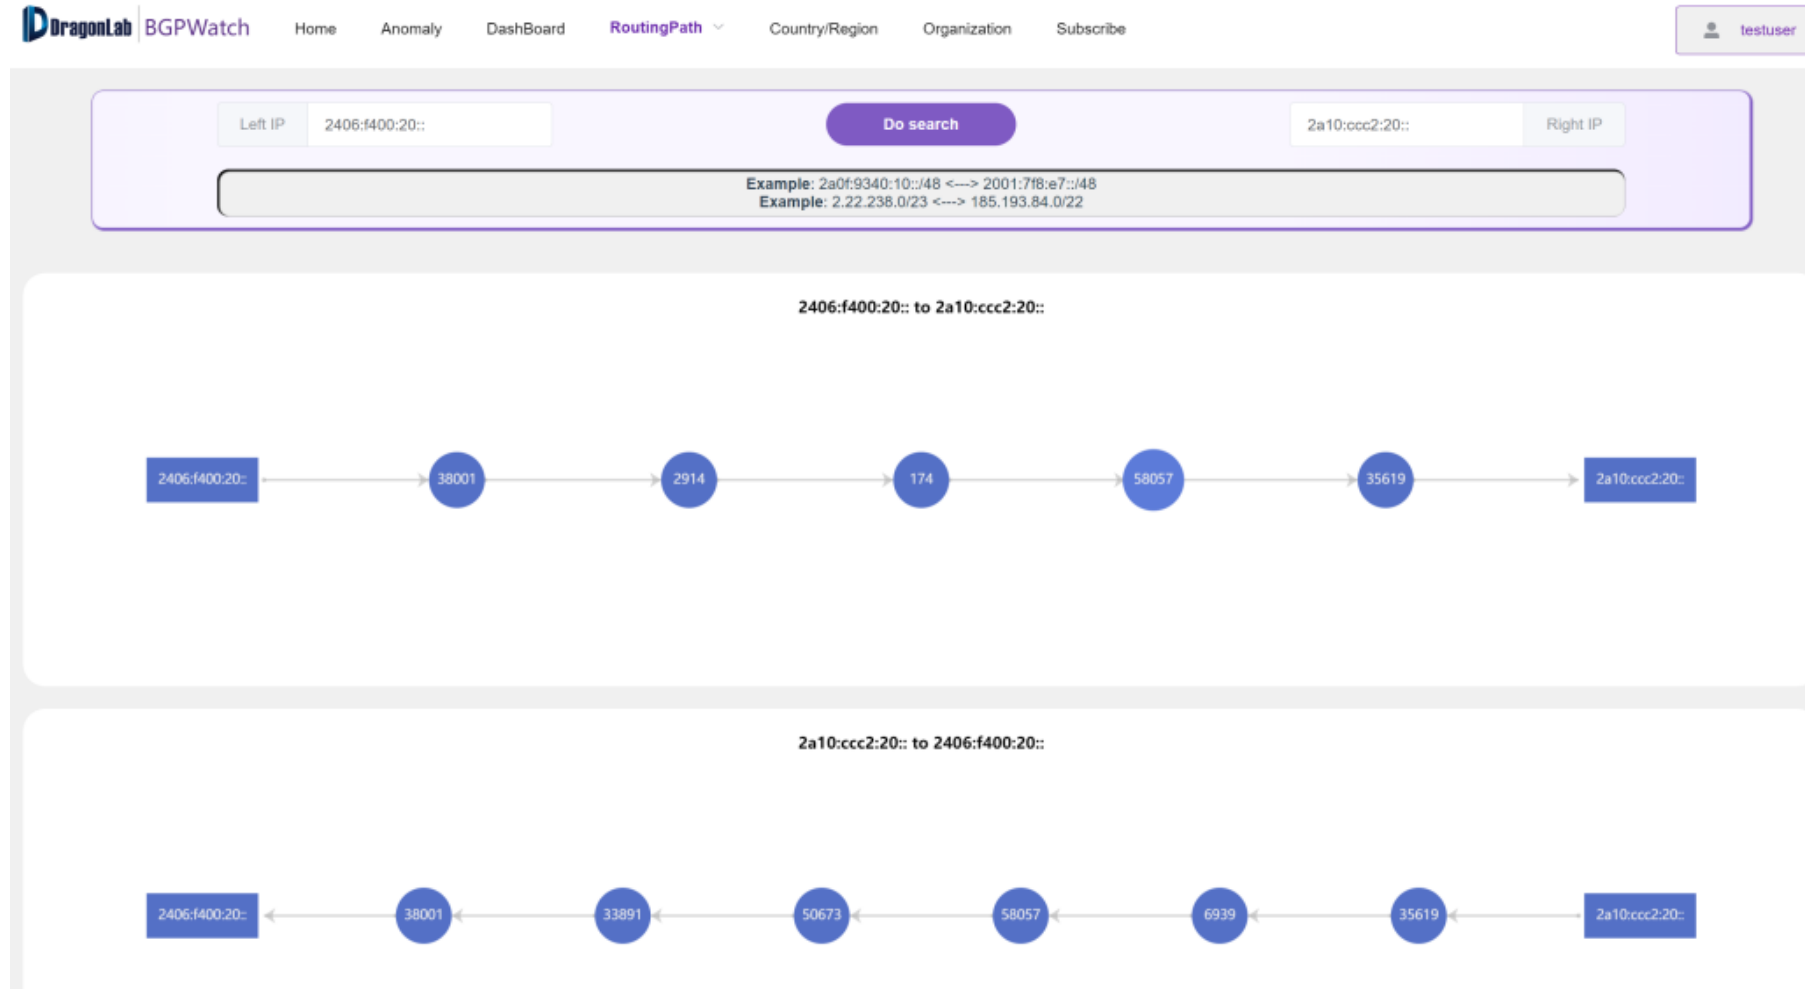 DragonLab BGPWatch Home Anomaly DashBoard RoutingPath Country/Region Organization Subscribe testuser
Left IP 2406:f400:20:: Do search 2a10:ccc2:20:: Right IP
Example: 2a0f:9340:10::/48 <---> 2001:7f8:e7::/48
Example: 2.22.238.0/23 <---> 185.193.84.0/22
2406:f400:20:: to 2a10:ccc2:20::
2406:f400:20:: 38001 2914 174 58057 35619 2a10:ccc2:20::
2a10:ccc2:20:: to 2406:f400:20::
2406:f400:20:: 38001 33891 50673 58057 6939 35619 2a10:ccc2:20::